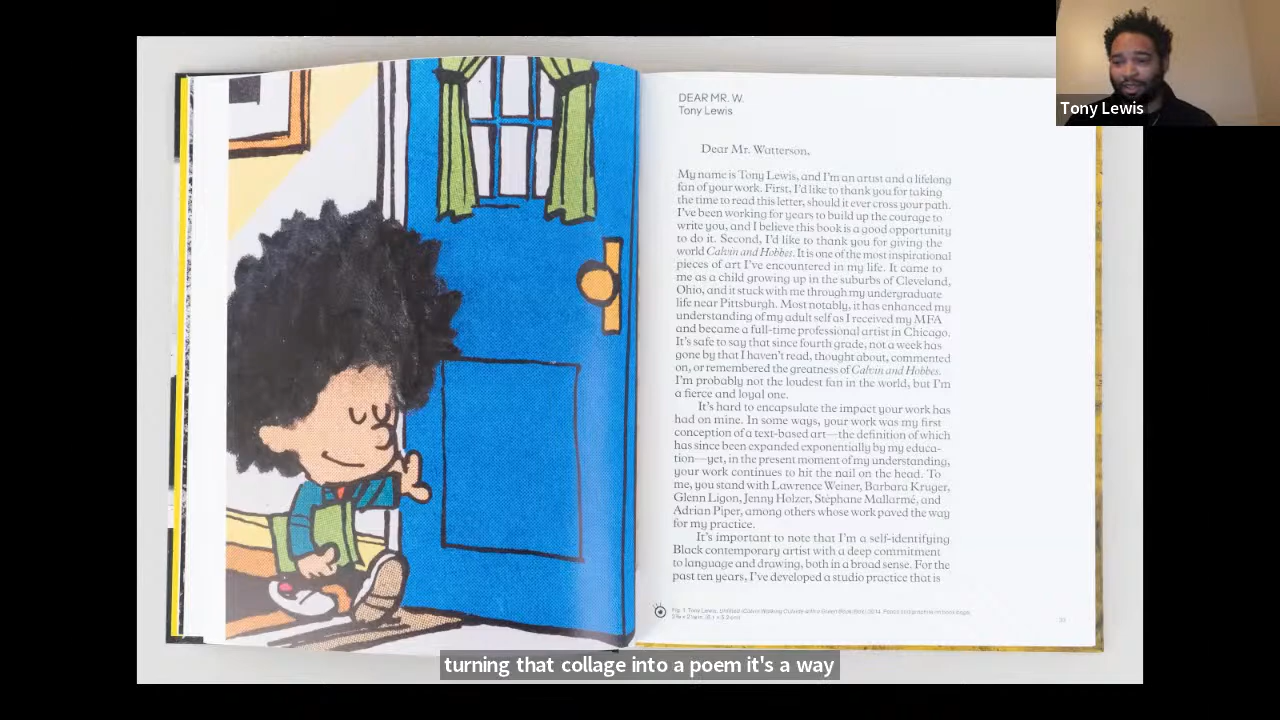 DEAR MR. W.
Tony Lewis
Dear Mr. Watterson,
My name is Tony Lewis, and I'm an artist and a lifelong
fan of your work. First, I'd like to thank you for taking
the time to read this letter, should it ever cross your path.
I've been working for years to build up the courage to
write you, and I believe this book is a good opportunity
to do it. Second, I'd like to thank you for giving the
world Calvin and Hobbes. It is one of the most inspirational
pieces of art I've encountered in my life. It came to
me as a child growing up in the suburbs of Cleveland,
Ohio, and it stuck with me through my undergraduate
life near Pittsburgh. Most notably, it has enhanced my
understanding of my adult self as I received my MFA
and became a full-time professional artist in Chicago.
It's safe to say that since fourth grade, not a week has
gone by that I haven't read, thought about, commented
on, or remembered the greatness of Calvin and Hobbes.
I'm probably not the loudest fan in the world, but I'm
a fierce and loyal one.
It's hard to encapsulate the impact your work has
had on mine. In some ways, your work was my first
conception of a text-based art—the definition of which
has since been expanded exponentially by my educa-
tion—yet, in the present moment of my understanding,
your work continues to hit the nail on the head. To
me, you stand with Lawrence Weiner, Barbara Kruger,
Glenn Ligon, Jenny Holzer, Stéphane Mallarmé, and
Adrian Piper, among others whose work paved the way
for my practice.
It's important to note that I'm a self-identifying
Black contemporary artist with a deep commitment
to language and drawing, both in a broad sense. For the
past ten years, I've developed a studio practice that is
Fig. 1 Tony Lewis, Untitled
2014,
Tony Lewis
turning that collage into a poem it's a way